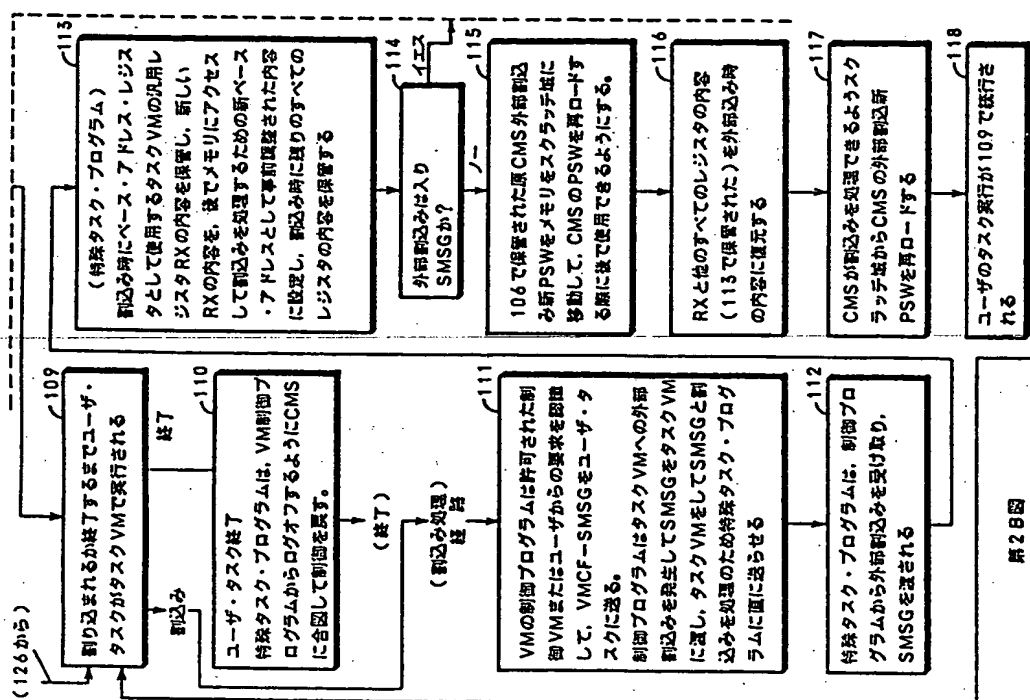 (126から)
109
割り込まれるか終了するまでユーザ・
タスクがタスクVMで実行される
割込み
終了
110
ユーザ・タスク終了
特殊タスク・プログラムは、VM制御プ
ログラムからログオフするようにCMS
に合図して制御を戻す。
(終了)
(割込み処理)
経 路
111
VMの制御プログラムは許可された制
御VMまたはユーザからの要求を認識
して、VMCF-SMSGをユーザ・タ
スクに送る。
制御プログラムはタスクVMへの外部
割込みを発生してSMSGをタスクVM
に渡し、タスクVMをしてSMSGと割
込みを処理のため特殊タスク・プログ
ラムに直に送らせる
112
特殊タスク・プログラムは、制御プロ
グラムから外部割込みを受け取り、
SMSGを渡される
113
(特殊タスク・プログラム)
割込み時にベース・アドレス・レジス
タとして使用するタスクVMの汎用レ
ジスタRXの内容を保管し、新しい
RXの内容を、後でメモリにアクセス
して割込みを処理するための新ベース
・アドレスとして事前調整された内容
に設定し、割込み時に残りのすべての
レジスタの内容を保管する
114
外部割込みは入り
SMSGか?
イエス
ノー
115
106で保管された原CMS外部割込
み新PSWをメモリをスクラッチ域に
移動して、CMSのPSWを再ロードす
る際に後で使用できるようにする。
116
RXと他のすべてのレジスタの内容
(113で保管された)を外部込み時
の内容に復元する
117
CMSが割込みを処理できるようスク
ラッチ域からCMSの外部割込新
PSWを再ロードする
118
ユーザのタスク実行が109で続行さ
れる
第2B図